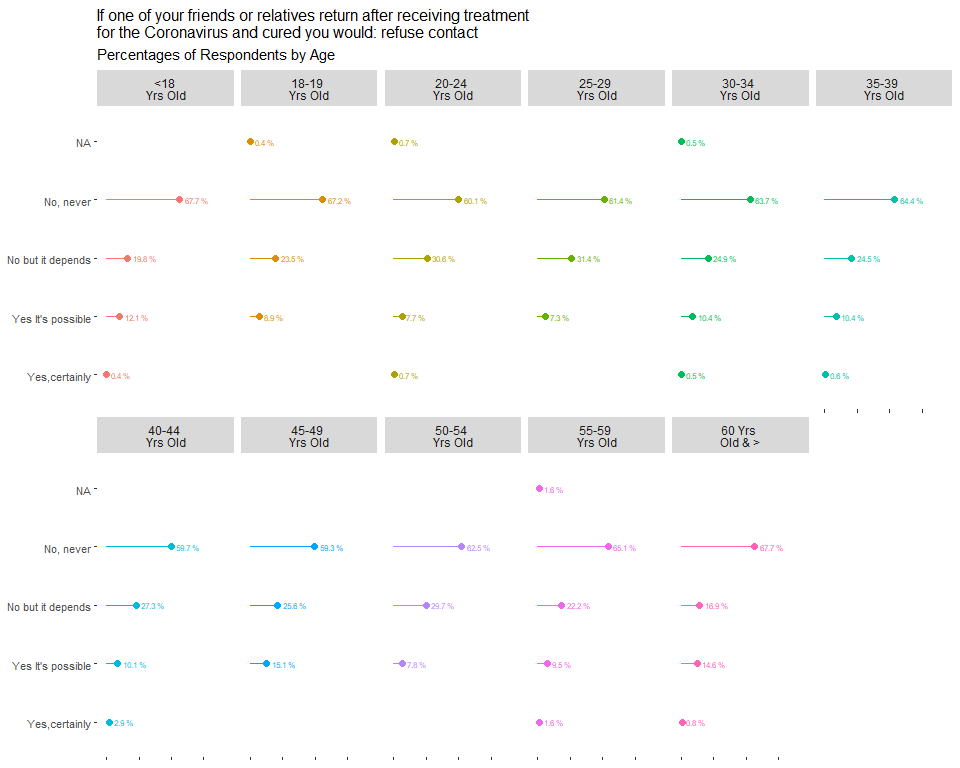 If one of your friends or relatives return after receiving treatment
for the Coronavirus and cured you would: refuse contact
Percentages of Respondents by Age
<18
Yrs Old
18-19
Yrs Old
20-24
Yrs Old
25-29
Yrs Old
30-34
Yrs Old
35-39
Yrs Old
NA
0.4 %
0.7 %
0.5 %
No, never
67.7 %
67.2 %
60.1 %
61.4 %
63.7 %
64.4 %
No but it depends
19.8 %
23.5 %
30.6 %
31.4 %
24.9 %
24.5 %
Yes It's possible
12.1 %
8.9 %
7.7 %
7.3 %
10.4 %
10.4 %
Yes,certainly
0.4 %
0.7 %
0.5 %
0.6 %
40-44
Yrs Old
45-49
Yrs Old
50-54
Yrs Old
55-59
Yrs Old
60 Yrs
Old & >
NA
1.6 %
No, never
59.7 %
59.3 %
62.5 %
65.1 %
67.7 %
No but it depends
27.3 %
25.6 %
29.7 %
22.2 %
16.9 %
Yes It's possible
10.1 %
15.1 %
7.8 %
9.5 %
14.6 %
Yes,certainly
2.9 %
1.6 %
0.8 %